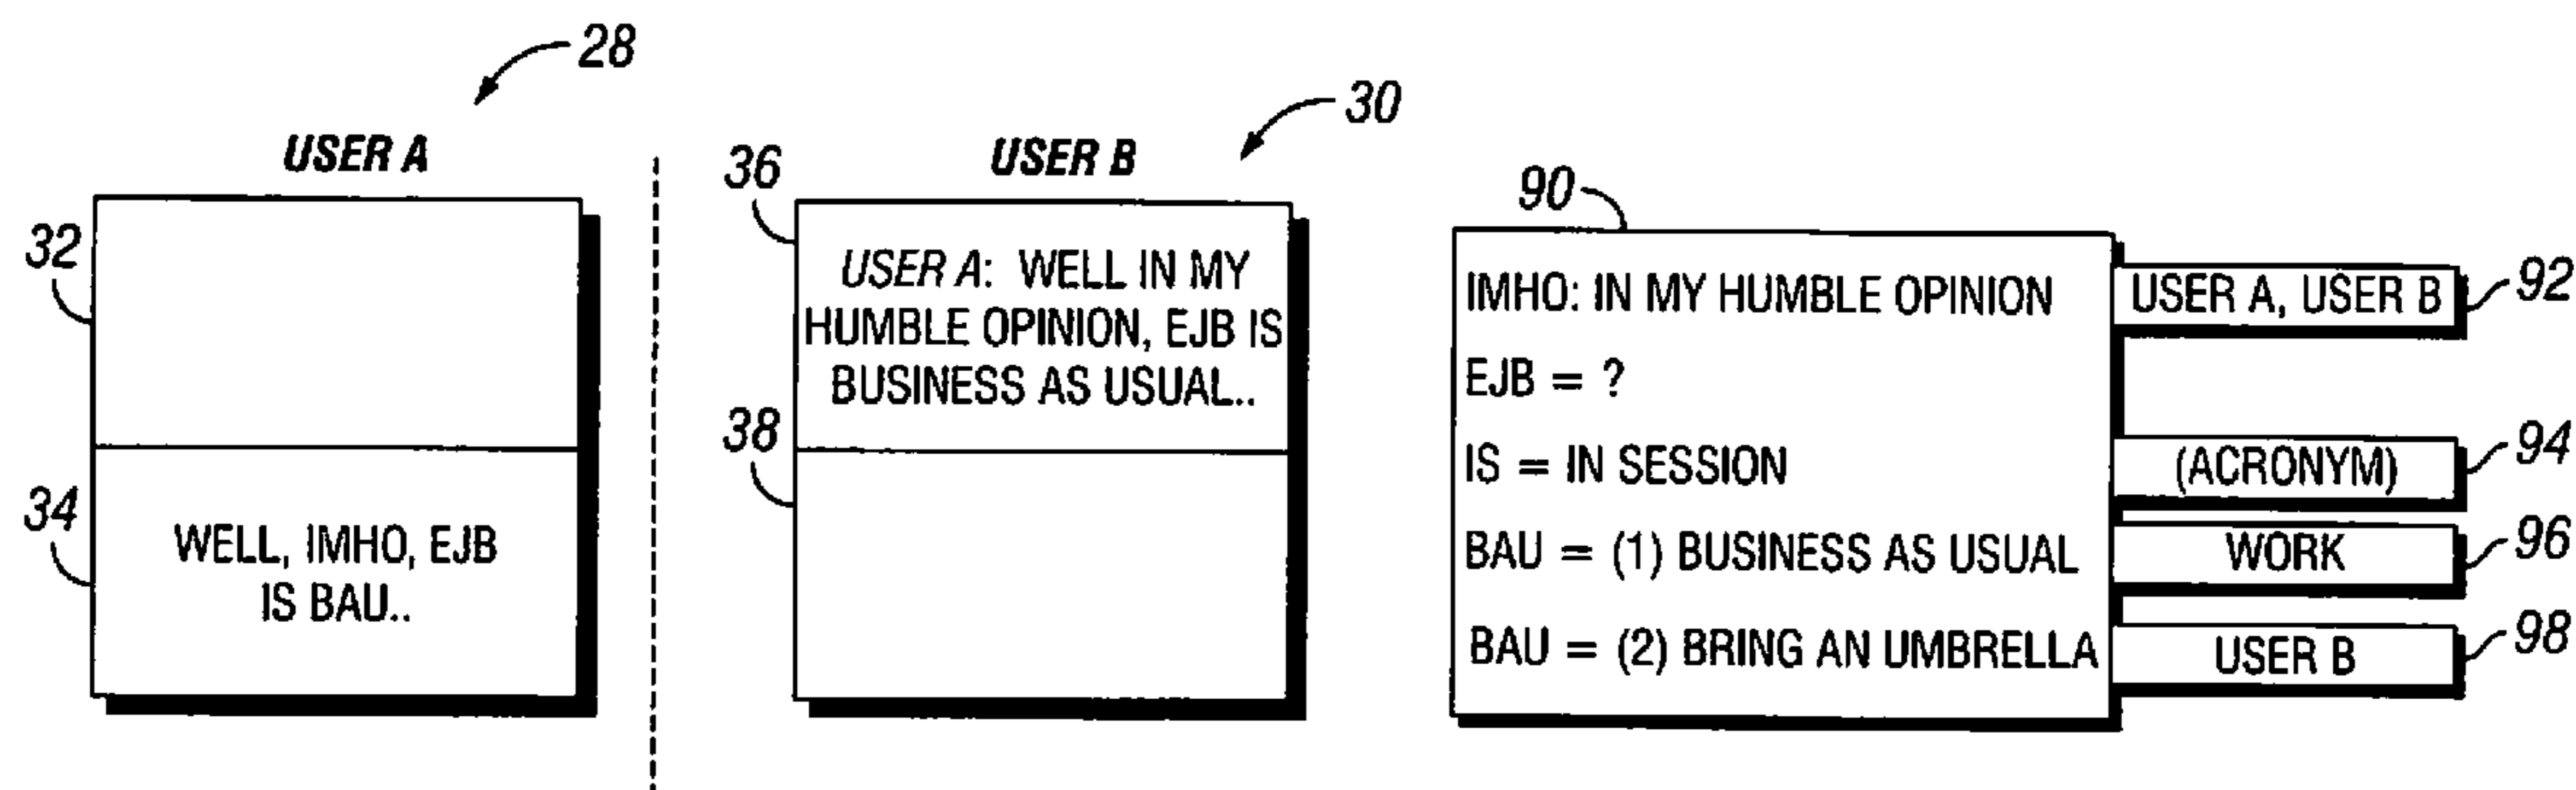 28
USER A
32
34
WELL, IMHO, EJB
IS BAU..
30
USER B
36
USER A: WELL IN MY
HUMBLE OPINION, EJB IS
BUSINESS AS USUAL..
38
90
IMHO: IN MY HUMBLE OPINION
USER A, USER B
92
EJB = ?
IS = IN SESSION
(ACRONYM)
94
BAU = (1) BUSINESS AS USUAL
WORK
96
BAU = (2) BRING AN UMBRELLA
USER B
98